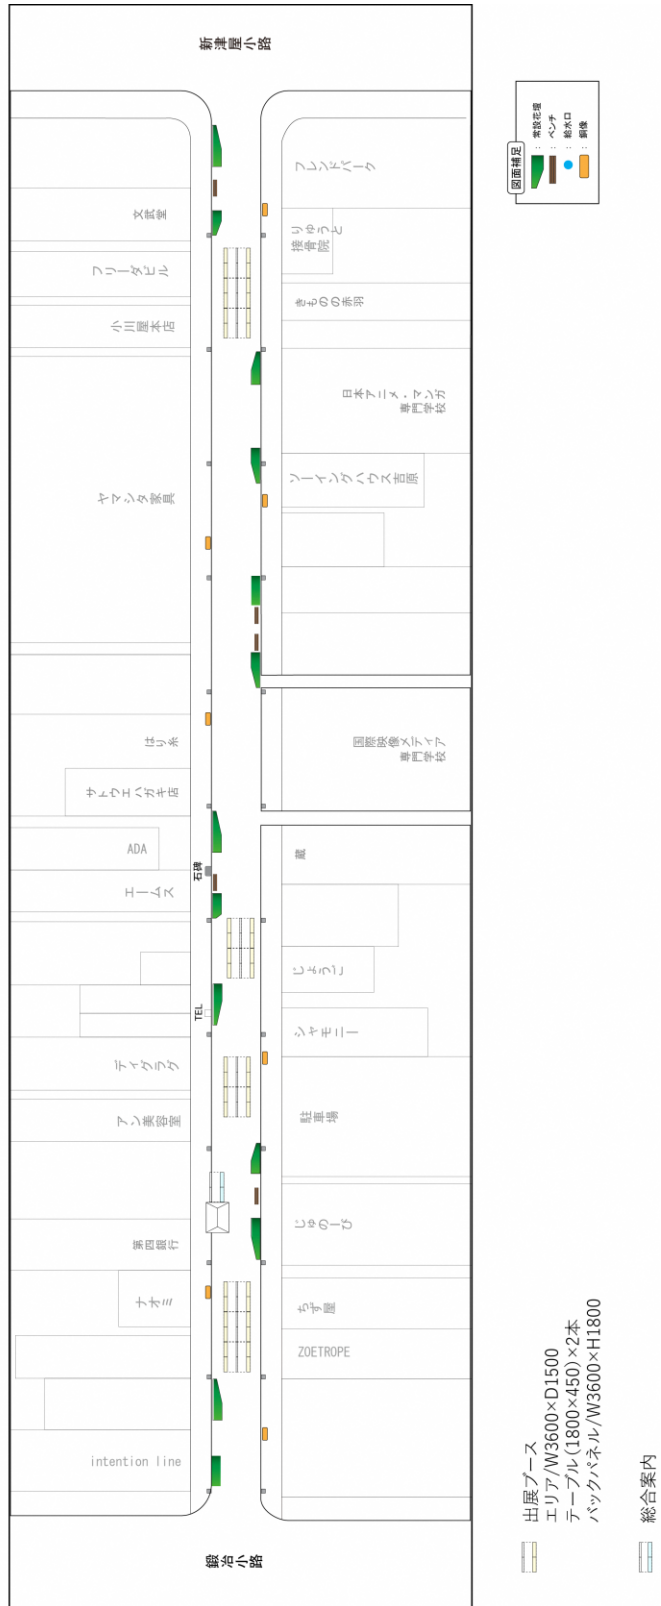 新津屋小路
文武堂
フリーダビル
小川屋本店
ヤマシタ家具
はり糸
サトウエハガキ店
ADA
石碑
エームス
TEL
ディグラグ
アン美容室
第四銀行
ナオミ
intention line
鍛冶小路
フレンドパーク
りゅうと
接骨院
きものの赤羽
日本アニメ・マンガ
専門学校
ソーイングハウス吉原
国際映像メディア
専門学校
蔵
じょうご
シャモニー
駐車場
じゅのーび
ちず屋
ZOETROPE
図面補足
：常設花壇
：ベンチ
：給水口
：銅像
出展ブース
エリア/W3600×D1500
テーブル(1800×450)×2本
バックパネル/W3600×H1800
総合案内